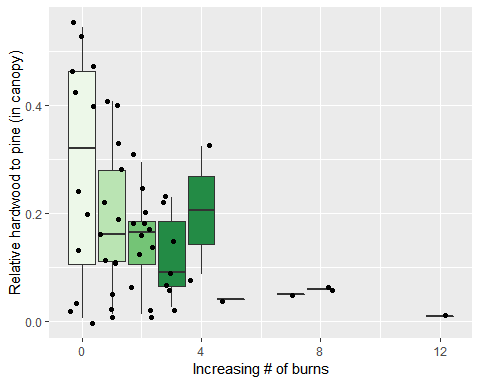 Relative hardwood to pine (in canopy)
0.4
0.2
0.0
0 4 8 12
Increasing # of burns